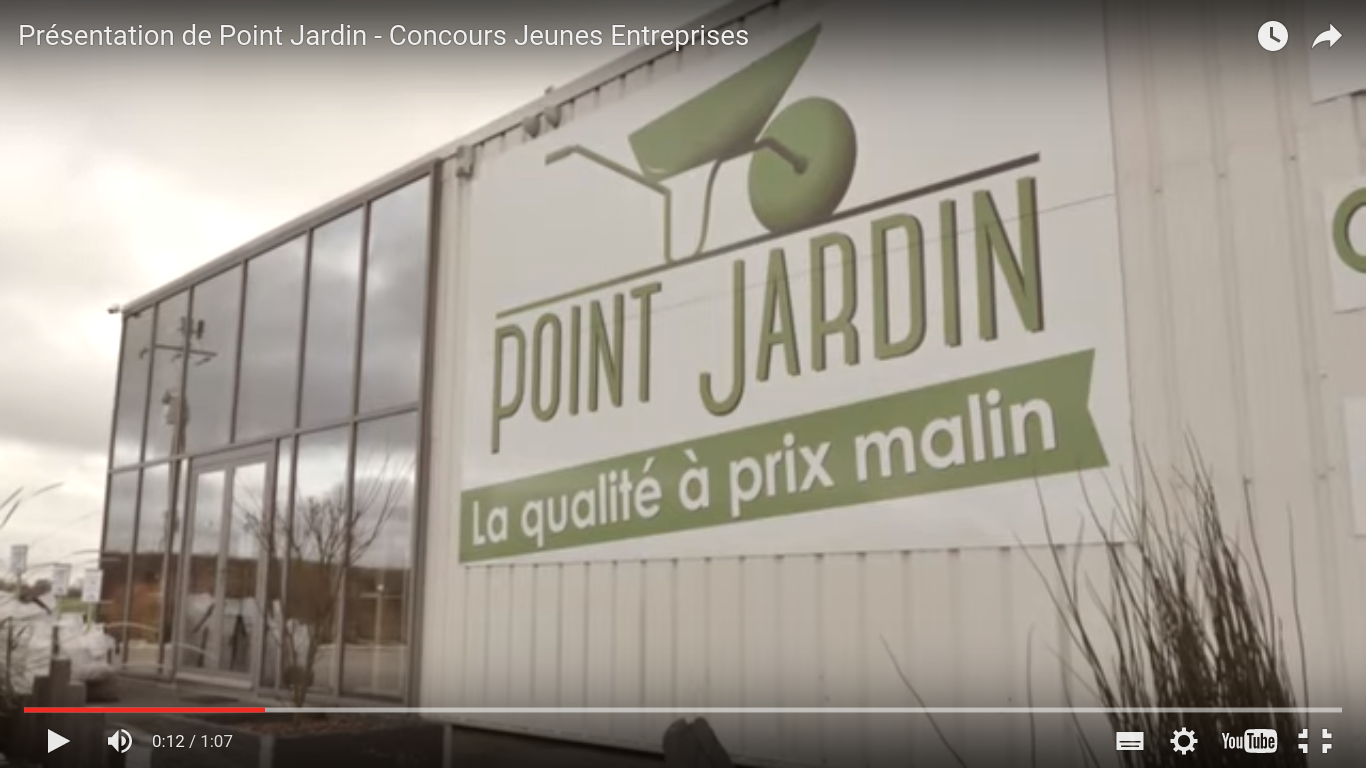 Présentation de Point Jardin - Concours Jeunes Entreprises
POINT JARDIN
La qualité à prix malin
0:12 / 1:07
YouTube